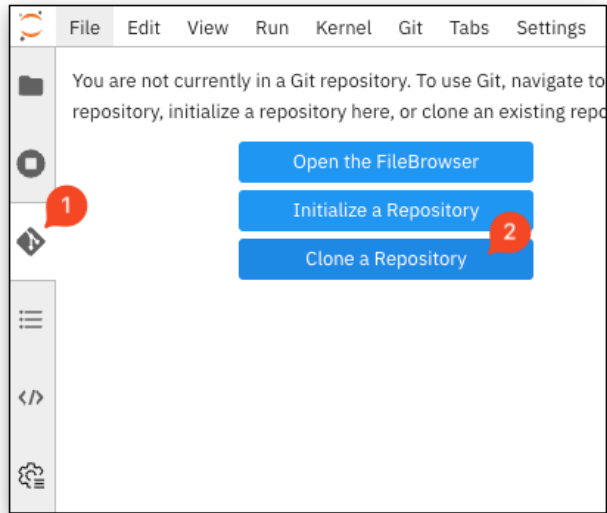 File Edit View Run Kernel Git Tabs Settings
You are not currently in a Git repository. To use Git, navigate to
repository, initialize a repository here, or clone an existing repo
Open the FileBrowser
1
Initialize a Repository
2
Clone a Repository